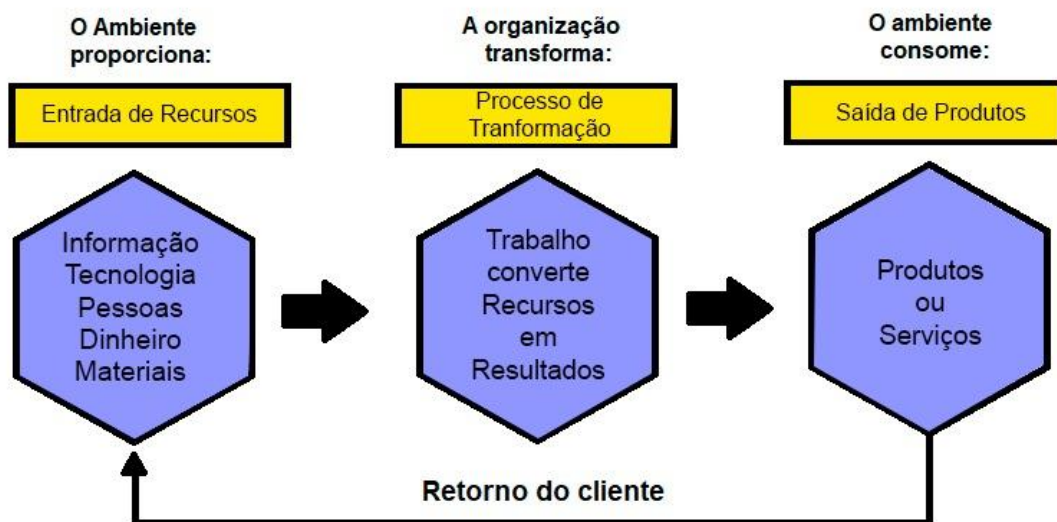 O Ambiente
proporciona:
Entrada de Recursos
Informação
Tecnologia
Pessoas
Dinheiro
Materiais
A organização
transforma:
Processo de
Tranformação
Trabalho
converte
Recursos
em
Resultados
O ambiente
consome:
Saída de Produtos
Produtos
ou
Serviços
Retorno do cliente